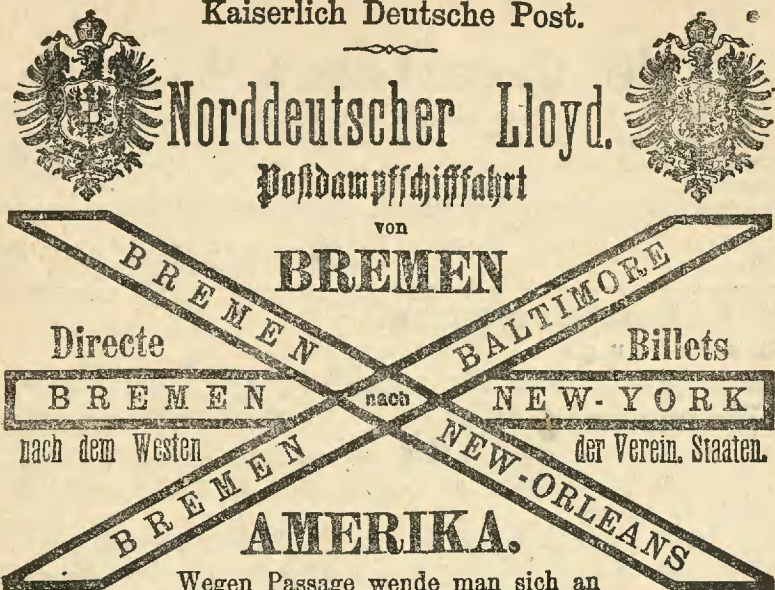 Kaiserlich Deutsche Post.
Norddeutscher Lloyd.
Postdampfschifffahrt
von
BREMEN
BREMEN
BALTIMORE
Directe Billets
BREMEN nach NEW-YORK
nach dem Westen der Verein. Staaten.
BREMEN
NEW-ORLEANS
AMERIKA.
Wegen Passage wende man sich an